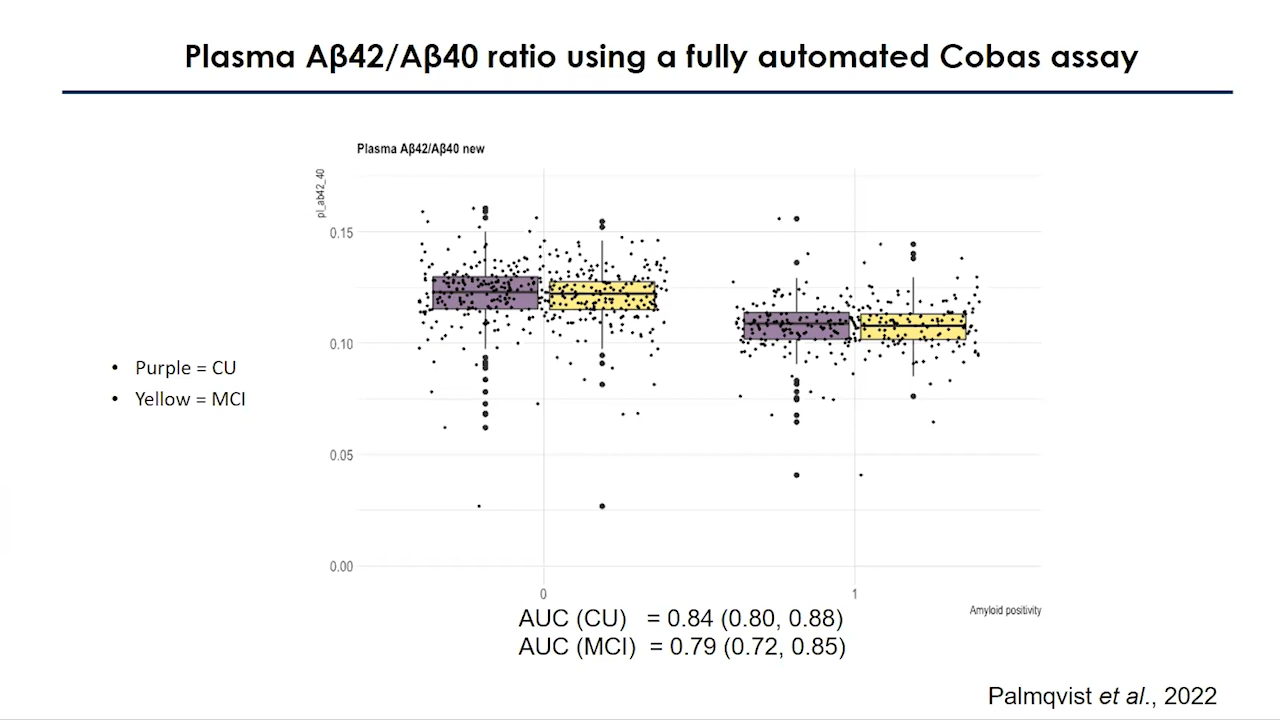 Plasma Aβ42/Aβ40 ratio using a fully automated Cobas assay
Plasma Aβ42/Aβ40 new
pl_ab42_40
0.15
0.10
0.05
0.00
0
1
Amyloid positivity
• Purple = CU
• Yellow = MCI
AUC (CU) = 0.84 (0.80, 0.88)
AUC (MCI) = 0.79 (0.72, 0.85)
Palmqvist et al., 2022